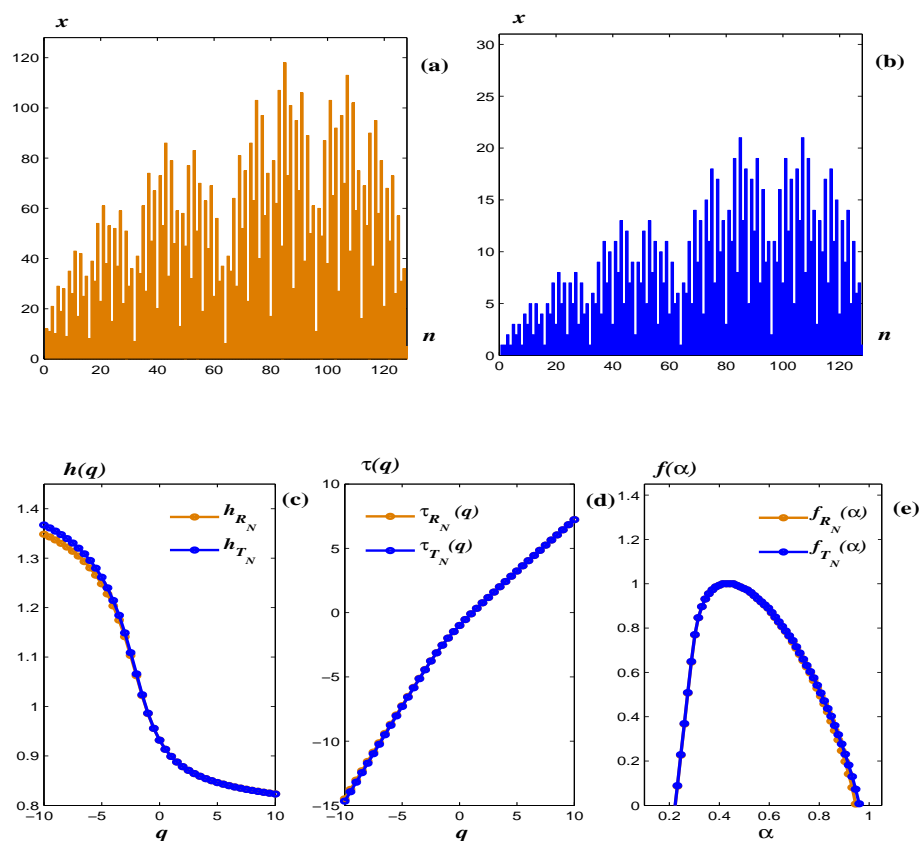 x
(a)
120
100
80
60
40
20
0
0 20 40 60 80 100 120
n
x
(b)
30
25
20
15
10
5
0
0 20 40 60 80 100 120
n
h(q)
(c)
h_{R_N}
h_{T_N}
1.4
1.3
1.2
1.1
1
0.9
0.8
−10 −5 0 5 10
q
τ(q)
(d)
τ_{R_N}(q)
τ_{T_N}(q)
10
5
0
−5
−10
−15
−10 −5 0 5 10
q
f(α)
(e)
f_{R_N}(α)
f_{T_N}(α)
1.4
1.2
1
0.8
0.6
0.4
0.2
0
0.2 0.4 0.6 0.8 1
α